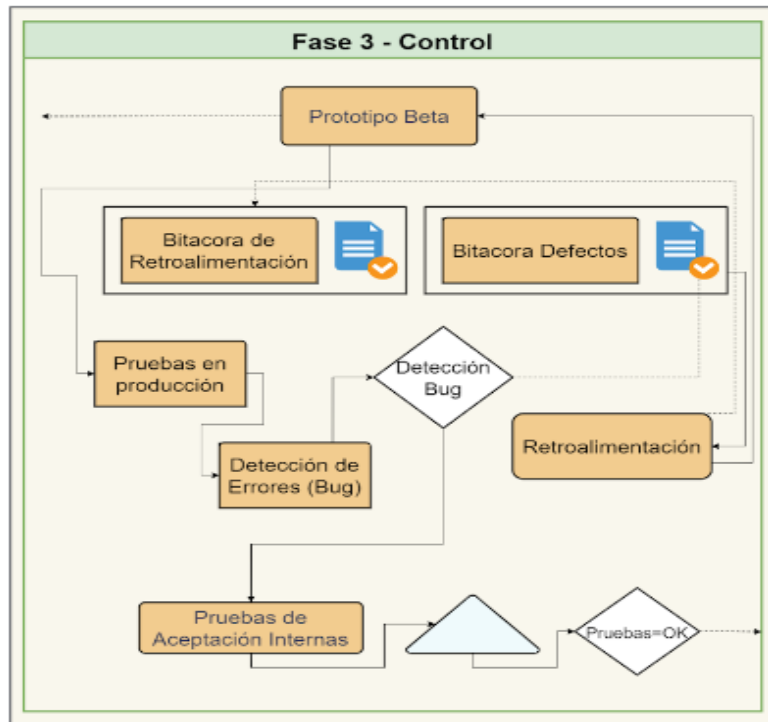 Fase 3 - Control
Prototipo Beta
Bitacora de
Retroalimentación
Bitacora Defectos
Pruebas en
producción
Detección
Bug
Detección de
Errores (Bug)
Retroalimentación
Pruebas de
Aceptación Internas
Pruebas=OK